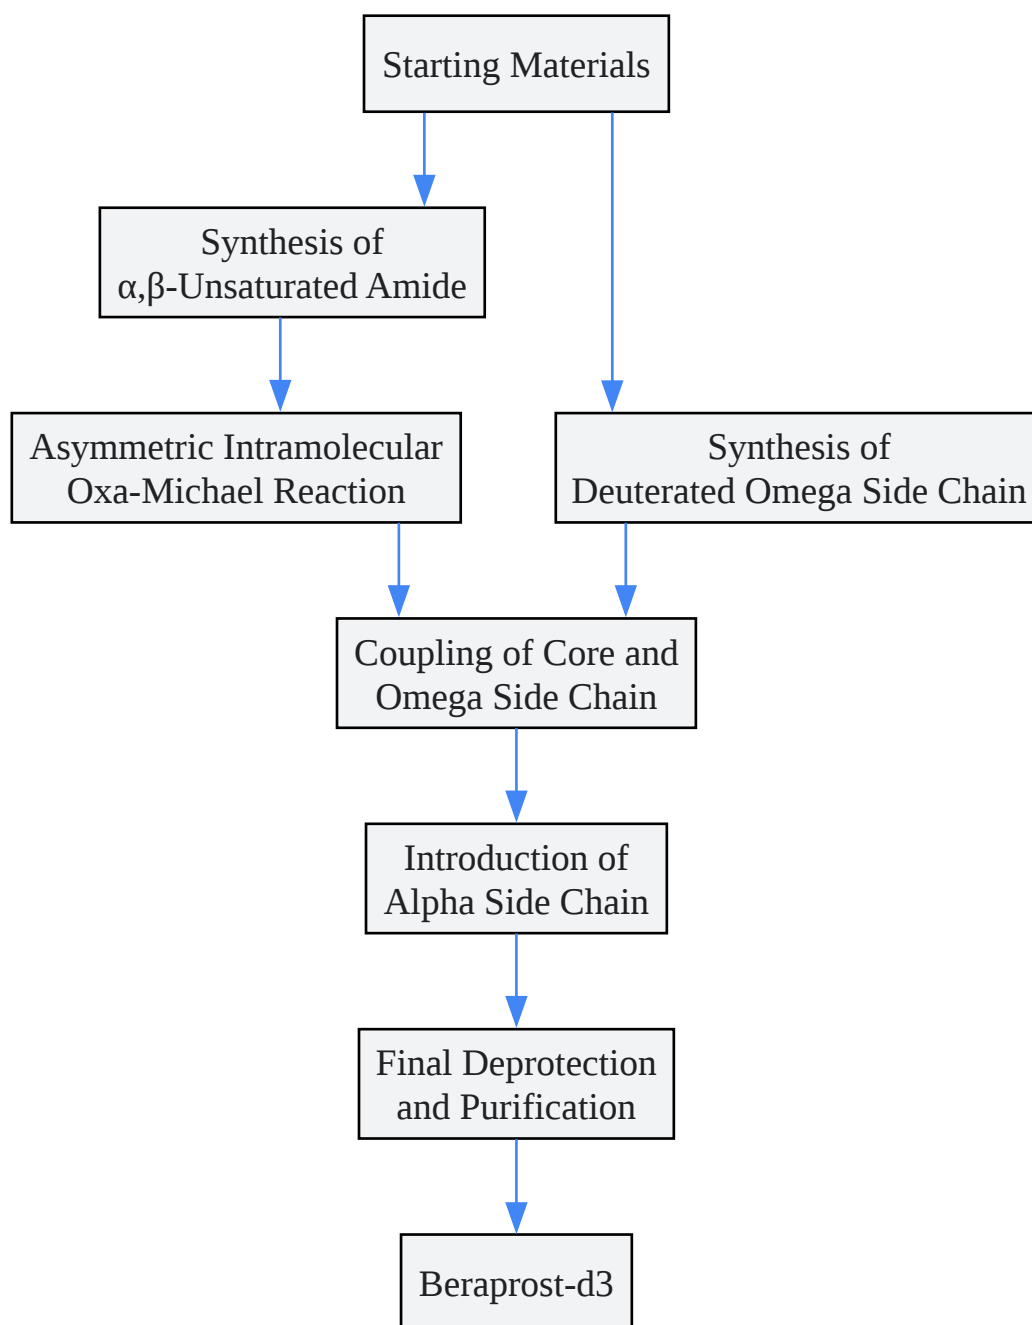 Starting Materials
Synthesis of
α,β-Unsaturated Amide
Asymmetric Intramolecular
Oxa-Michael Reaction
Synthesis of
Deuterated Omega Side Chain
Coupling of Core and
Omega Side Chain
Introduction of
Alpha Side Chain
Final Deprotection
and Purification
Beraprost-d3